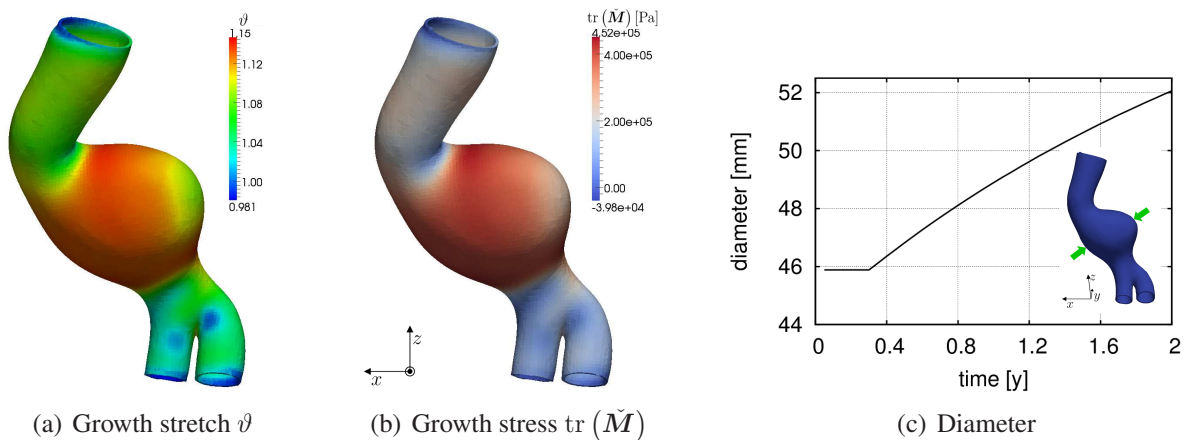 ϑ
1.15
1.12
1.08
1.04
1.00
0.981
tr (M̌) [Pa]
4.52e+05
4.00e+05
2.00e+05
0.00
-3.98e+04
z
x
52
50
48
46
44
diameter [mm]
z
y
x
0
0.4
0.8
1.2
1.6
2
time [y]
(a) Growth stretch ϑ
(b) Growth stress tr (M̌)
(c) Diameter